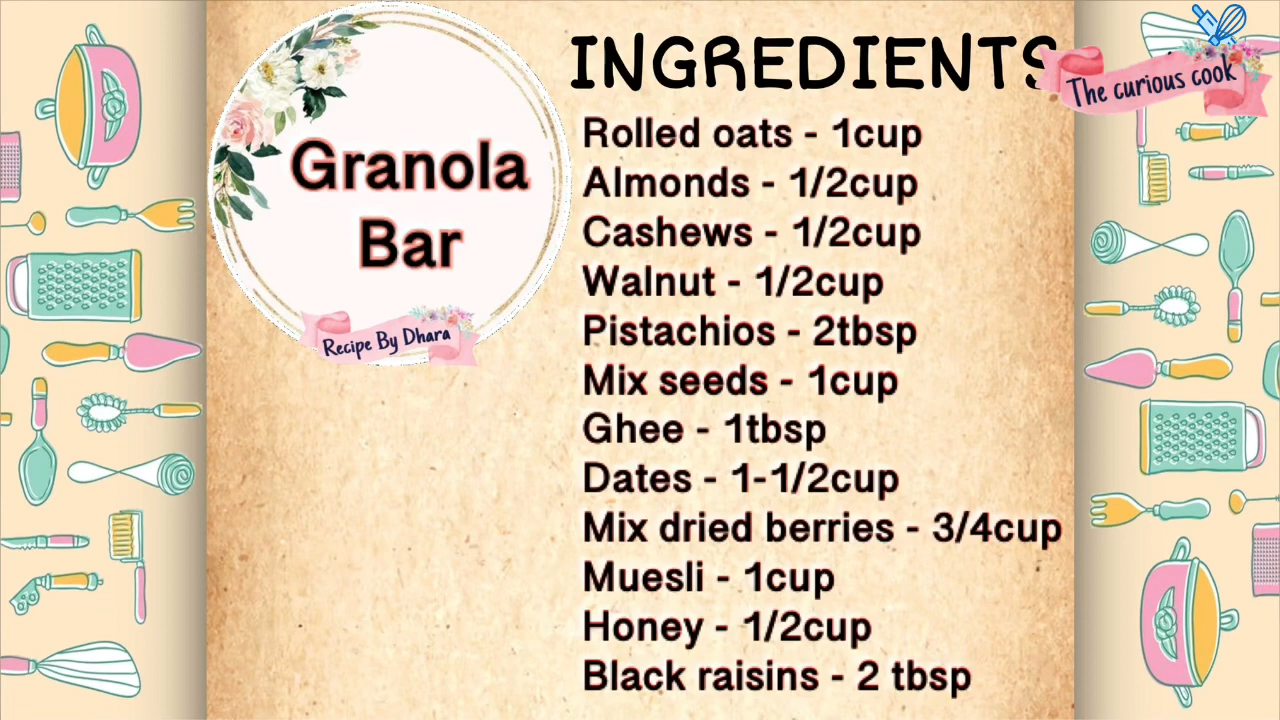 Granola
Bar
Recipe By Dhara
INGREDIENTS
The curious cook
Rolled oats - 1cup
Almonds - 1/2cup
Cashews - 1/2cup
Walnut - 1/2cup
Pistachios - 2tbsp
Mix seeds - 1cup
Ghee - 1tbsp
Dates - 1-1/2cup
Mix dried berries - 3/4cup
Muesli - 1cup
Honey - 1/2cup
Black raisins - 2 tbsp